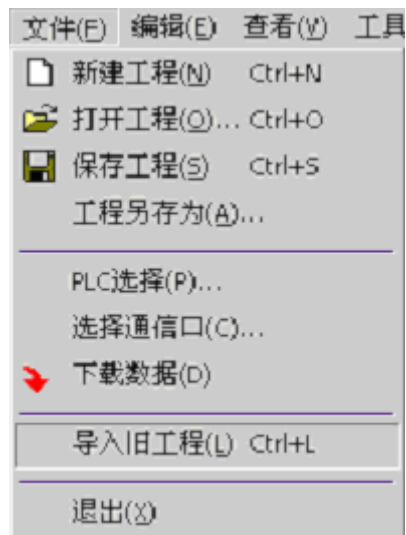 文件(F) 编辑(E) 查看(V) 工具
新建工程(N) Ctrl+N
打开工程(O)... Ctrl+O
保存工程(S) Ctrl+S
工程另存为(A)...
PLC选择(P)...
选择通信口(C)...
下载数据(D)
导入旧工程(L) Ctrl+L
退出(X)